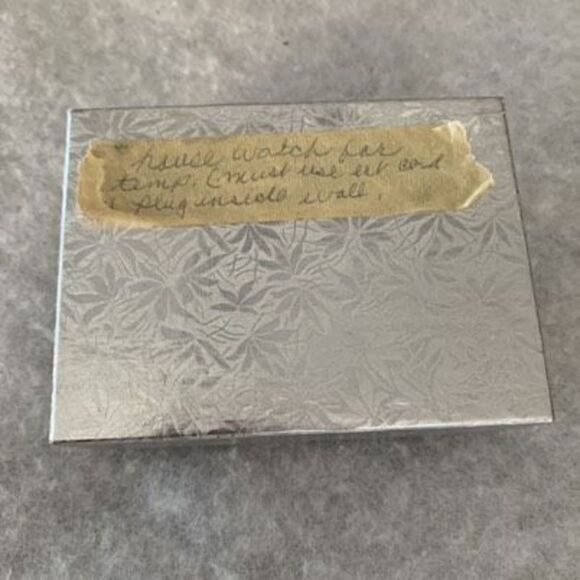 house watch for
temp. (must use ext cord
& plug inside wall.